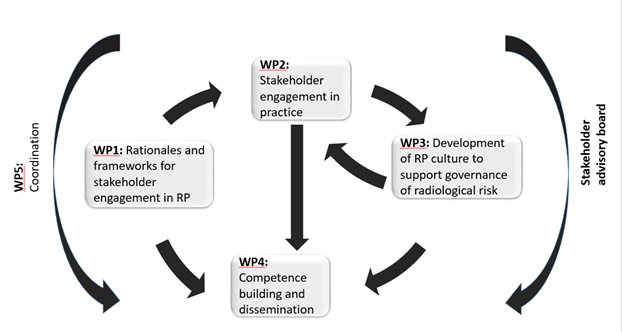 WP2:
Stakeholder
engagement in
practice
WP1: Rationales and
frameworks for
stakeholder
engagement in RP
WP3: Development
of RP culture to
support governance
of radiological risk
WP4:
Competence
building and
dissemination
WP5:
Coordination
Stakeholder
advisory board